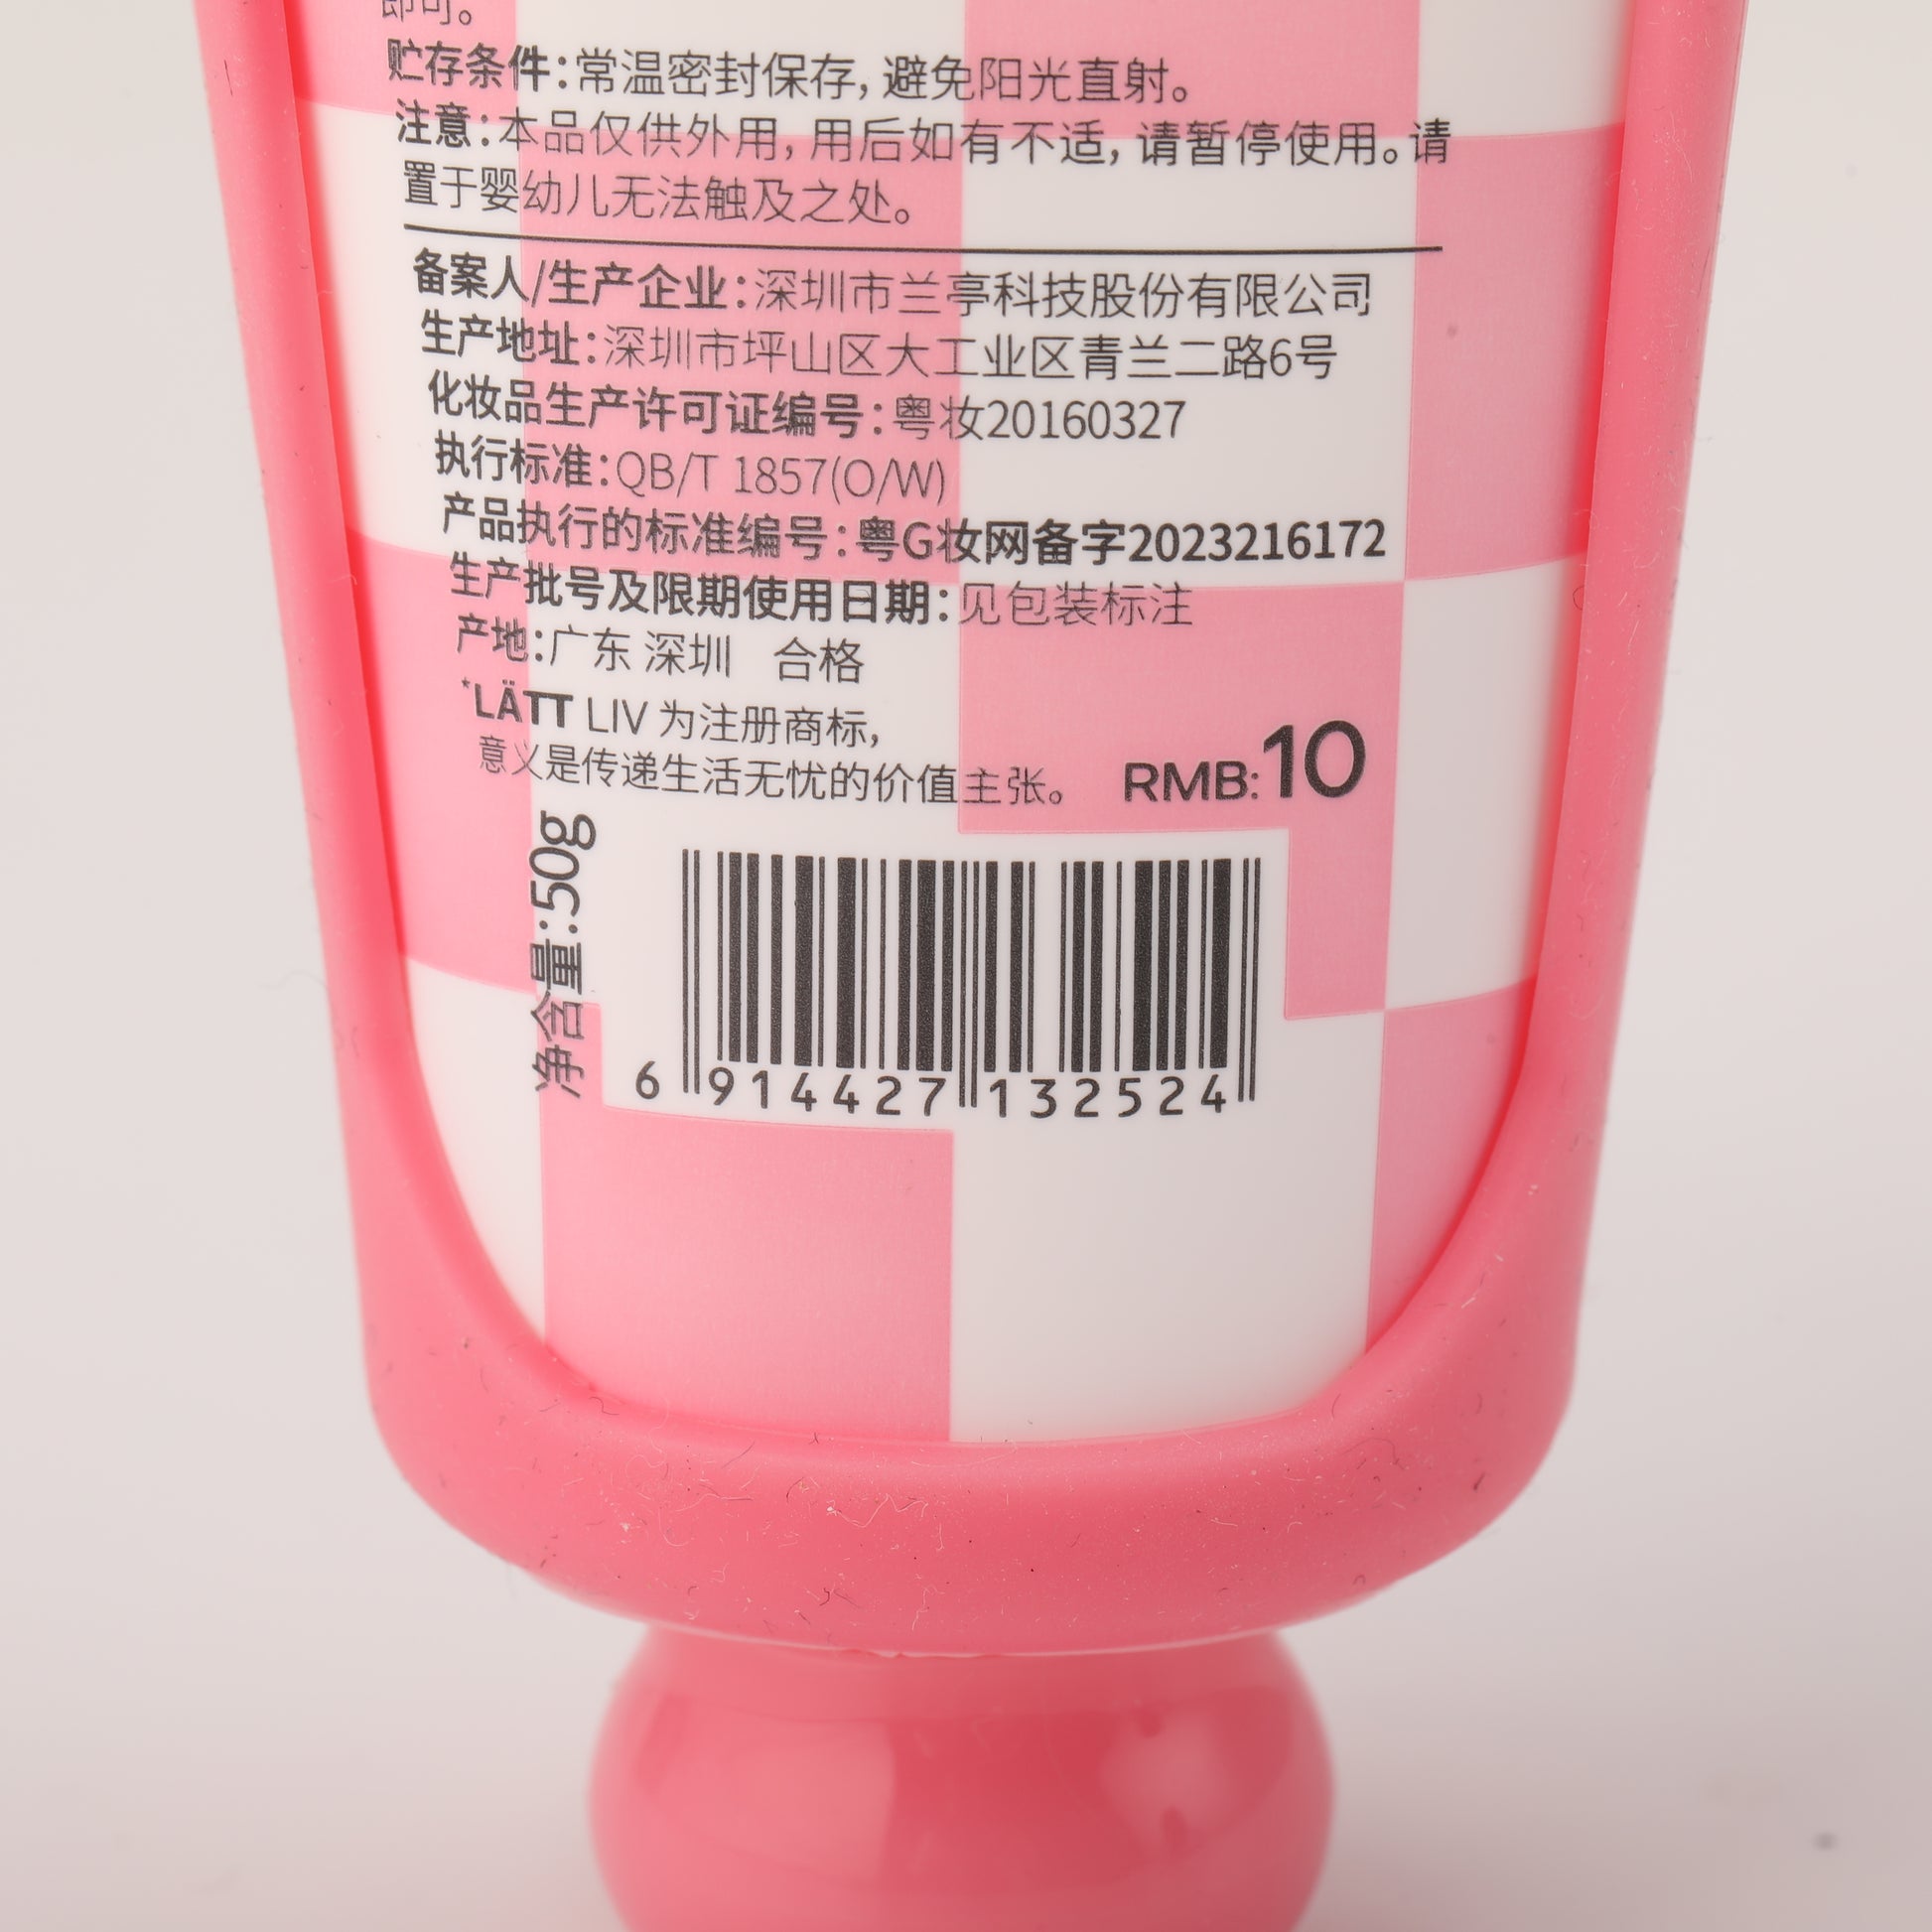 即可。
贮存条件：常温密封保存，避免阳光直射。
注意：本品仅供外用，用后如有不适，请暂停使用。请
置于婴幼儿无法触及之处。
备案人/生产企业：深圳市兰亭科技股份有限公司
生产地址：深圳市坪山区大工业区青兰二路6号
化妆品生产许可证编号：粤妆20160327
执行标准：QB/T 1857(O/W)
产品执行的标准编号：粤G妆网备字2023216172
生产批号及限期使用日期：见包装标注
产地：广东 深圳 合格
*LÄTT LIV 为注册商标，
意义是传递生活无忧的价值主张。
RMB:10
净含量:50g
6 914427 132524